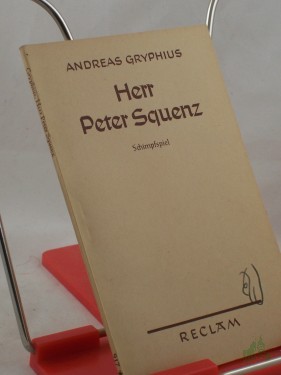 ANDREAS GRYPHIUS
Herr
Peter Squenz
Schimpfspiel
RECLAM